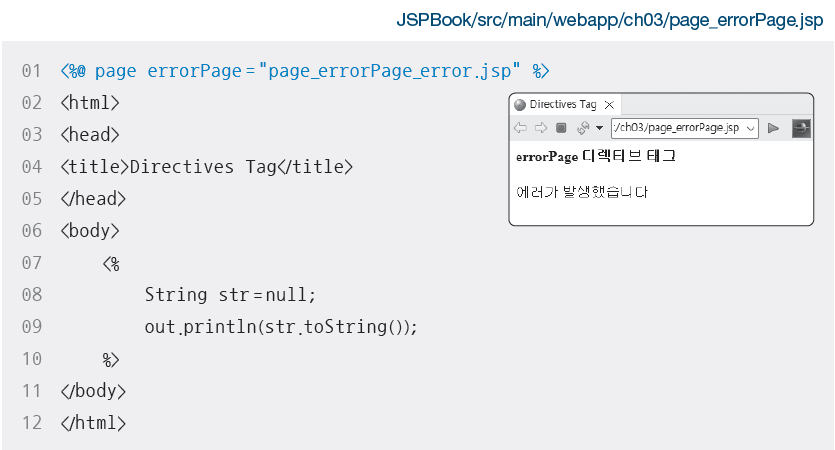 JSPBook/src/main/webapp/ch03/page_errorPage.jsp
01 <%@ page errorPage="page_errorPage_error.jsp" %>
02 <html>
03 <head>
04 <title>Directives Tag</title>
05 </head>
06 <body>
07 <%
08 String str=null;
09 out.println(str.toString());
10 %>
11 </body>
12 </html>
Directives Tag
:/ch03/page_errorPage.jsp
errorPage 디렉티브 태그
에러가 발생했습니다